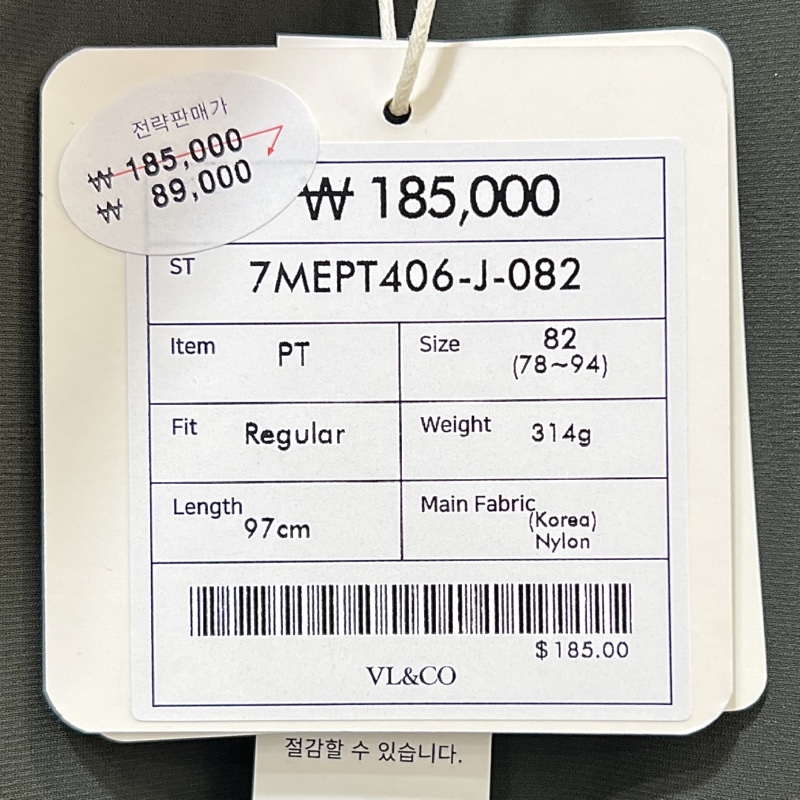 전략판매가
₩ 185,000
₩ 89,000
₩ 185,000
ST 7MEPT406-J-082
Item PT
Size 82
(78~94)
Fit Regular
Weight 314g
Length 97cm
Main Fabric (Korea)
Nylon
$185.00
VL&CO
절감할 수 있습니다.